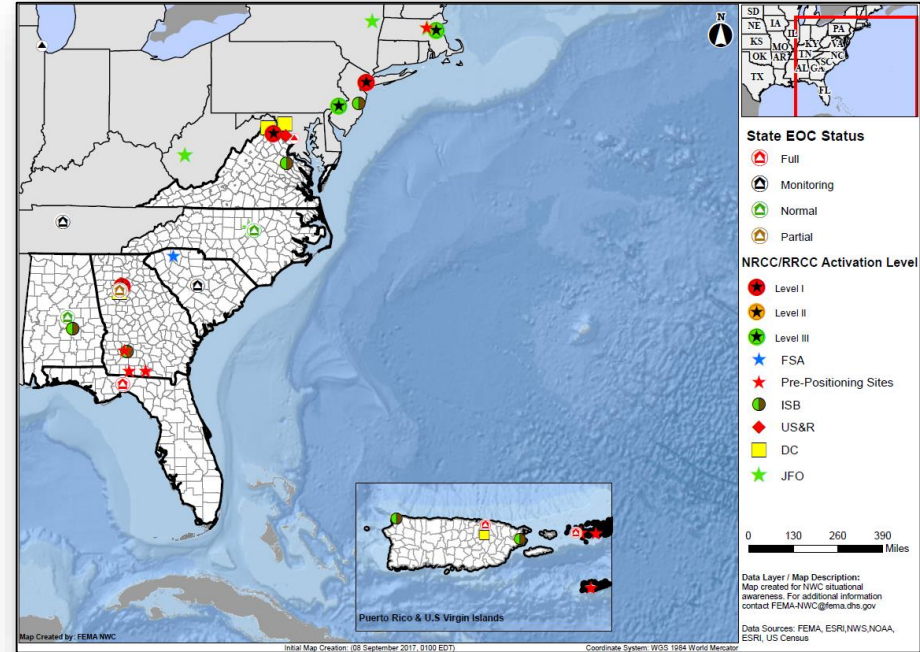 N
SD
NE
IA
IL
PA
KS
MO
KY
VA
OK
AR
TN
NC
SC
TX
AL
GA
FL
State EOC Status
Full
Monitoring
Normal
Partial
NRCC/RRCC Activation Level
Level I
Level II
Level III
FSA
Pre-Positioning Sites
ISB
US&R
DC
JFO
0 130 260 390
Miles
Data Layer / Map Description:
Map created for NWC situational
awareness. For additional information
contact FEMA-NWC@fema.dhs.gov
Data Sources: FEMA, ESRI,NWS,NOAA,
ESRI, US Census
Puerto Rico & U.S Virgin Islands
Map Created by: FEMA NWC
Initial Map Creation: (08 September 2017, 0100 EDT)
Coordinate System: WGS 1984 World Mercator